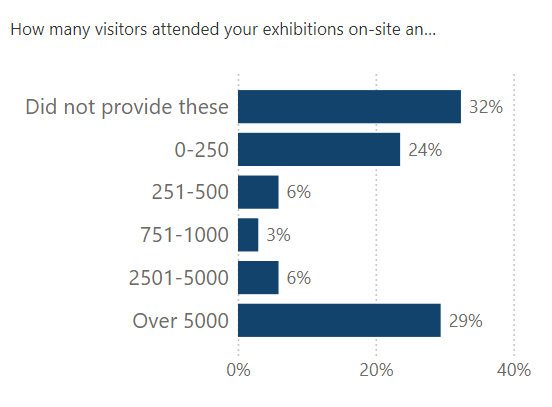 How many visitors attended your exhibitions on-site an...
Did not provide these 32%
0-250 24%
251-500 6%
751-1000 3%
2501-5000 6%
Over 5000 29%
0% 20% 40%